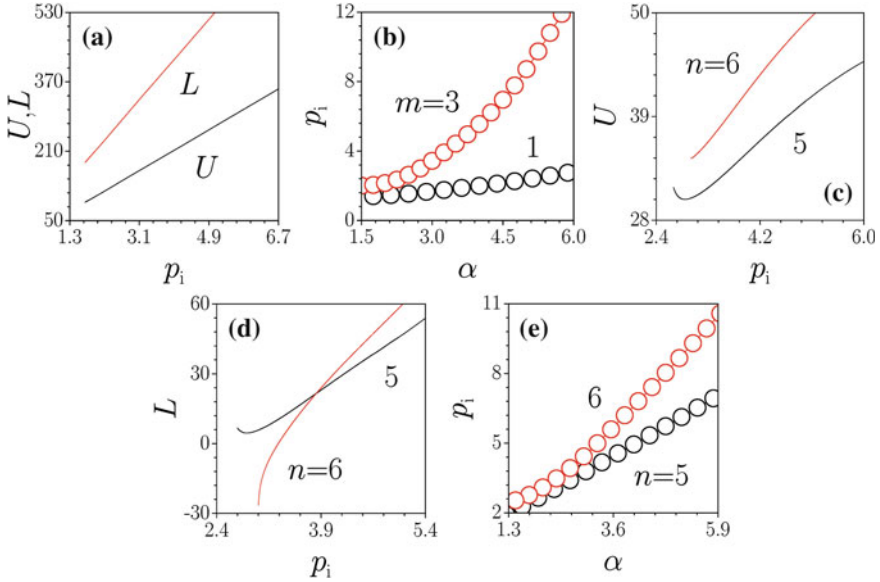 530
370
210
50
U,L
(a)
L
U
1.3 3.1 4.9 6.7
pi
12
8
4
0
pi
(b)
m=3
1
1.5 3.0 4.5 6.0
α
50
39
28
U
n=6
5
(c)
2.4 4.2 6.0
pi
60
30
0
-30
L
(d)
5
n=6
2.4 3.9 5.4
pi
11
8
5
2
pi
(e)
6
n=5
1.3 3.6 5.9
α